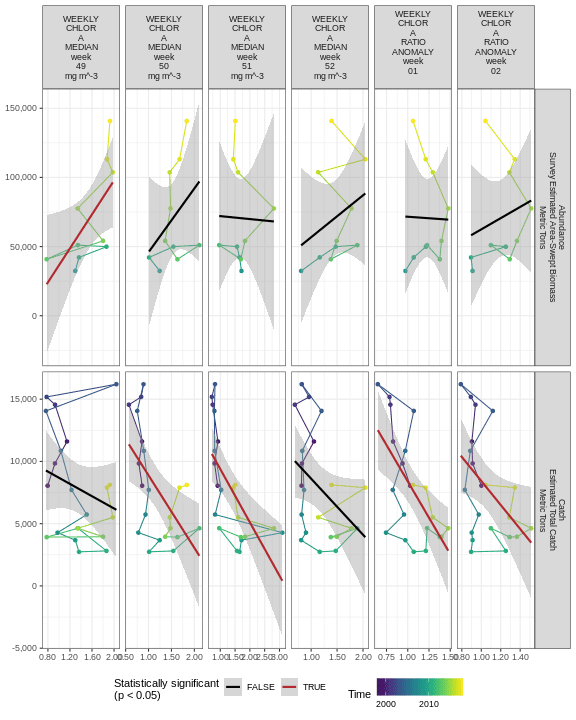 WEEKLY
CHLOR
A
MEDIAN
week
49
mg m^-3
WEEKLY
CHLOR
A
MEDIAN
week
50
mg m^-3
WEEKLY
CHLOR
A
MEDIAN
week
51
mg m^-3
WEEKLY
CHLOR
A
MEDIAN
week
52
mg m^-3
WEEKLY
CHLOR
A
RATIO
ANOMALY
week
01
WEEKLY
CHLOR
A
RATIO
ANOMALY
week
02
150,000
100,000
50,000
0
Abundance
Survey Estimated Area-Swept Biomass
Metric Tons
15,000
10,000
5,000
0
-5,000
Catch
Estimated Total Catch
Metric Tons
0.80 1.20 1.60 2.00
0.50 1.00 1.50 2.00
1.00 1.50 2.00 2.50 3.00
1.00 1.50 2.00
0.75 1.00 1.25 1.50
0.80 1.00 1.20 1.40
Statistically significant
(p < 0.05)
FALSE
TRUE
Time
2000 2010